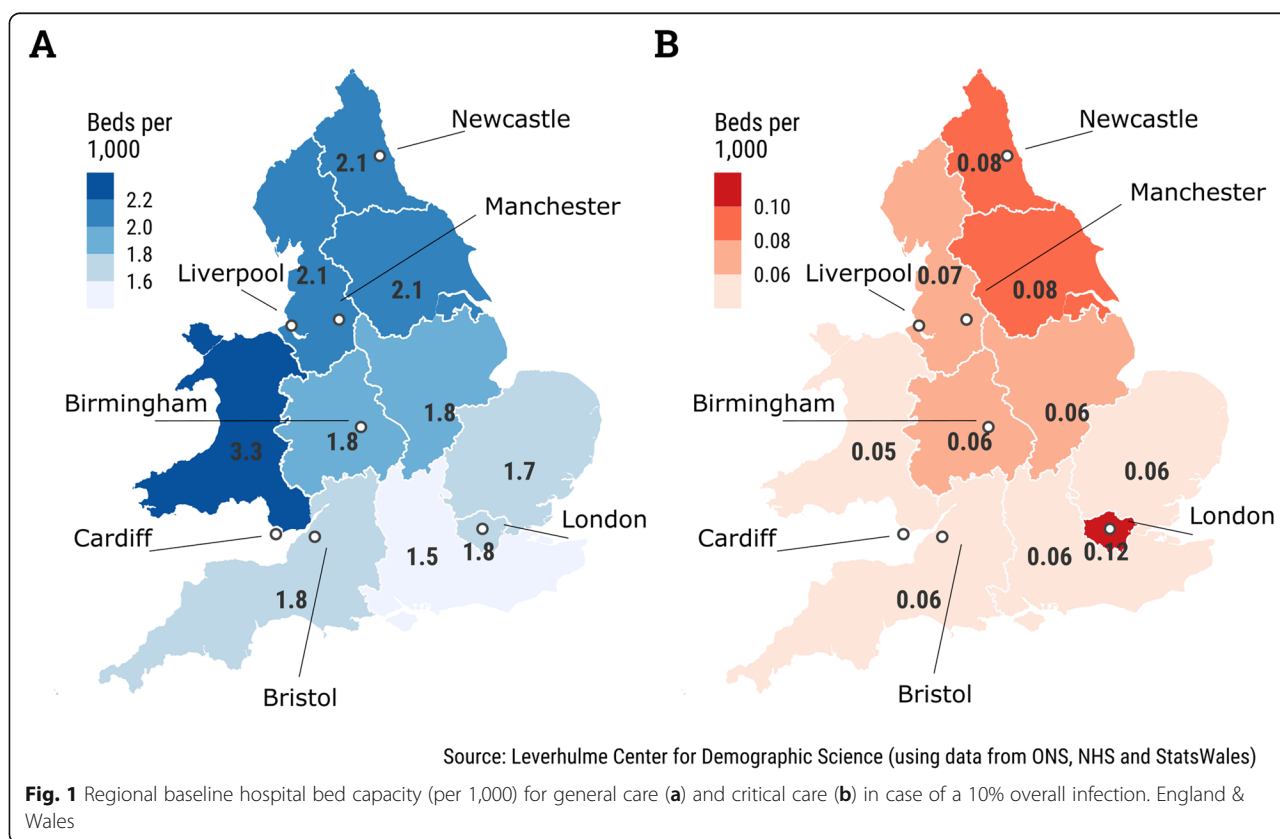 A
B
Beds per
1,000
2.2
2.0
1.8
1.6
Newcastle
2.1
Manchester
Liverpool
2.1
2.1
Birmingham
1.8
1.8
3.3
1.7
Cardiff
London
1.5
1.8
1.8
Bristol
Beds per
1,000
0.10
0.08
0.06
Newcastle
0.08
Manchester
Liverpool
0.07
0.08
Birmingham
0.06
0.06
0.05
0.06
Cardiff
London
0.06
0.12
0.06
Bristol
Source: Leverhulme Center for Demographic Science (using data from ONS, NHS and StatsWales)
Fig. 1 Regional baseline hospital bed capacity (per 1,000) for general care (a) and critical care (b) in case of a 10% overall infection. England &
Wales